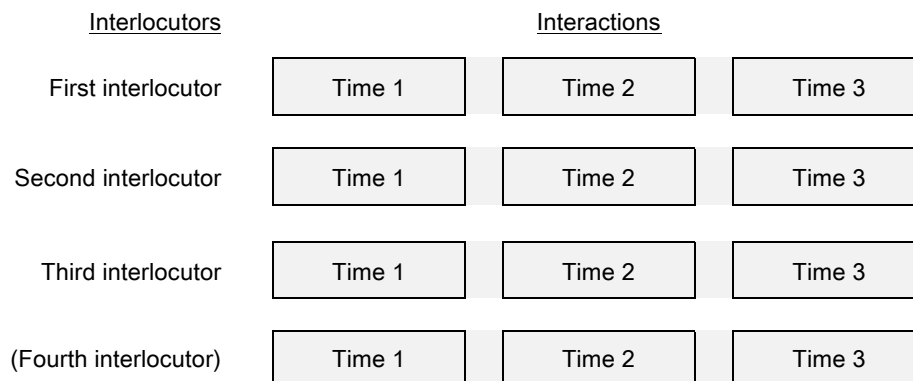 Interlocutors Interactions
First interlocutor Time 1 Time 2 Time 3
Second interlocutor Time 1 Time 2 Time 3
Third interlocutor Time 1 Time 2 Time 3
(Fourth interlocutor) Time 1 Time 2 Time 3